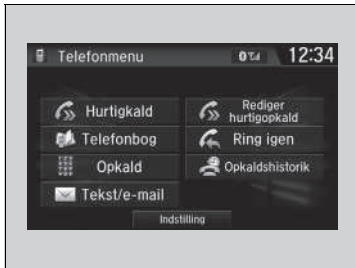 Telefonmenu 12:34
Hurtigkald
Rediger
hurtigopkald
Telefonbog
Ring igen
Opkald
Opkaldshistorik
Tekst/e-mail
Indstilling